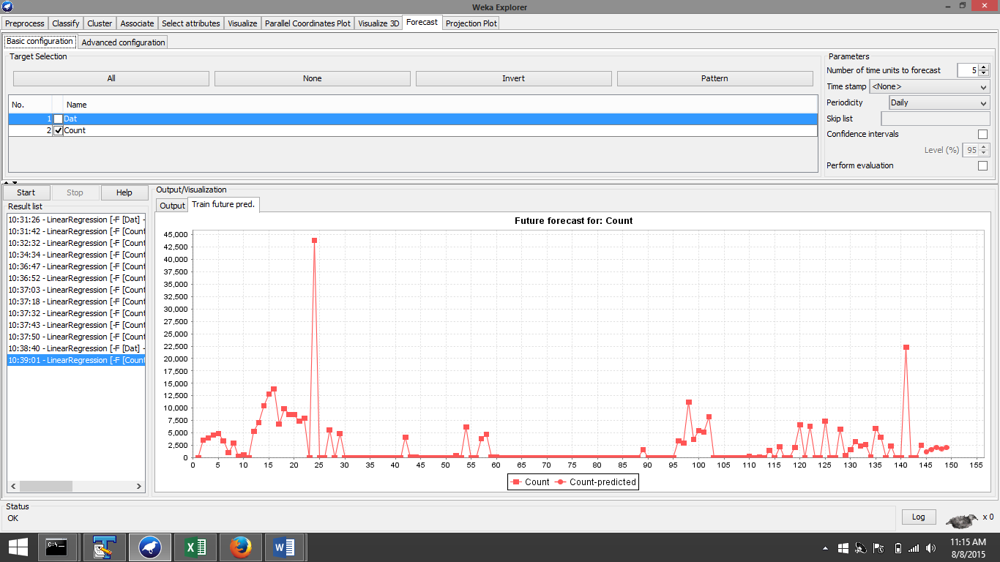 Weka Explorer
Preprocess Classify Cluster Associate Select attributes Visualize Parallel Coordinates Plot Visualize 3D Forecast Projection Plot
Basic configuration Advanced configuration
Target Selection
All None Invert Pattern
No. Name
1 Dat
2 Count
Parameters
Number of time units to forecast 5
Time stamp <None>
Periodicity Daily
Skip list
Confidence intervals
Level (%) 95
Perform evaluation
Start Stop Help
Result list
10:31:26 - LinearRegression [-F [Dat] -
10:31:42 - LinearRegression [-F [Count
10:32:32 - LinearRegression [-F [Count
10:34:34 - LinearRegression [-F [Count
10:36:47 - LinearRegression [-F [Count
10:36:52 - LinearRegression [-F [Count
10:37:03 - LinearRegression [-F [Count
10:37:18 - LinearRegression [-F [Count
10:37:32 - LinearRegression [-F [Count
10:37:43 - LinearRegression [-F [Count
10:37:50 - LinearRegression [-F [Count
10:38:40 - LinearRegression [-F [Dat] -
10:39:01 - LinearRegression [-F [Count
Output/Visualization
Output Train future pred.
Future forecast for: Count
45,000
42,500
40,000
37,500
35,000
32,500
30,000
27,500
25,000
22,500
20,000
17,500
15,000
12,500
10,000
7,500
5,000
2,500
0
0 5 10 15 20 25 30 35 40 45 50 55 60 65 70 75 80 85 90 95 100 105 110 115 120 125 130 135 140 145 150 155
Count Count-predicted
Status
OK
Log x 0
C:\_
T
X
W
11:15 AM
8/8/2015